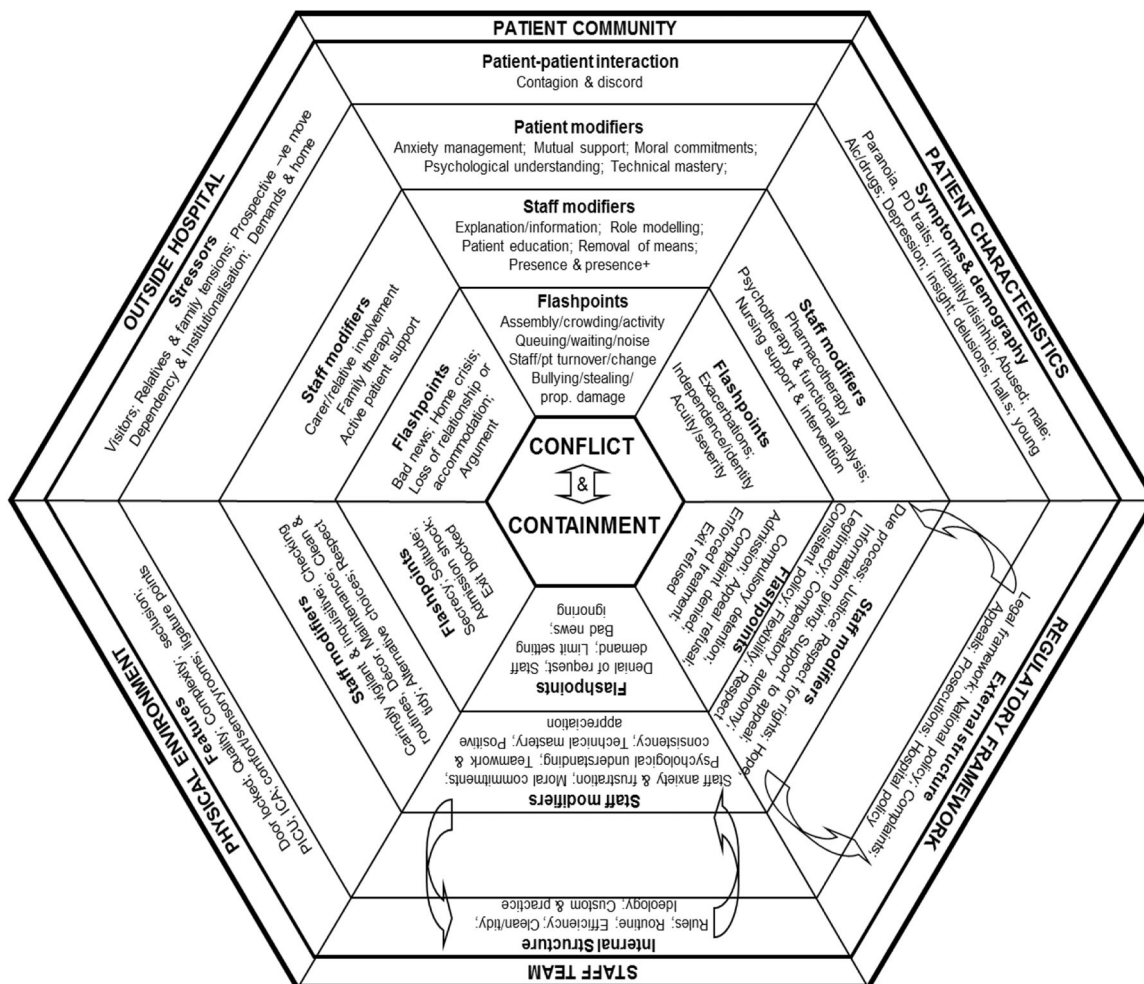 PATIENT COMMUNITY
Patient-patient interaction
Contagion & discord
Patient modifiers
Anxiety management; Mutual support; Moral commitments;
Psychological understanding; Technical mastery;
Staff modifiers
Explanation/information; Role modelling;
Patient education; Removal of means;
Presence & presence+
Flashpoints
Assembly/crowding/activity
Queuing/waiting/noise
Staff/pt turnover/change
Bullying/stealing/
prop. damage
PATIENT CHARACTERISTICS
Symptoms & demography
Paranoia, PD traits; Irritability/disinhib; Abused; male;
Alc/drugs; Depression; insight; delusions; hall.s; young
Staff modifiers
Pharmacotherapy
Psychotherapy & functional analysis;
Nursing support & intervention
Flashpoints
Exacerbations;
Independence/identity
Acuity/severity
REGULATORY FRAMEWORK
External structure
Legal framework; National policy; Complaints;
Appeals; Prosecutions; Hospital policy
Staff modifiers
Due process; Justice; Respect for rights; Hope;
Information giving; Support to appeal;
Legitimacy; Compensatory autonomy;
Consistent policy; Flexibility; Respect
Flashpoints
Admission; Compulsory detention;
Complaint denied; Appeal refusal;
Enforced treatment;
Exit refused
STAFF TEAM
Internal Structure
Rules; Routine; Efficiency; Clean/tidy;
Ideology; Custom & practice
Staff modifiers
Staff anxiety & frustration; Moral commitments;
Psychological understanding; Teamwork &
consistency; Technical mastery; Positive
appreciation
Flashpoints
Denial of request; Staff
demand; Limit setting
Bad news;
ignoring
PHYSICAL ENVIRONMENT
Features
Door locked; Quality; Complexity; seclusion;
PICU; ICA; comfort/sensoryrooms; ligature points
Staff modifiers
Caringly vigilant & inquisitive; Checking
routines, Décor, Maintenance; Clean &
tidy; Alternative choices; Respect
Flashpoints
Secrecy; Solitude;
Admission shock;
Exit blocked
OUTSIDE HOSPITAL
Stressors
Visitors; Relatives & family tensions; Prospective –ve move
Dependency & Institutionalisation; Demands & home
Staff modifiers
Carer/relative involvement
Family therapy
Active patient support
Flashpoints
Bad news; Home crisis;
Loss of relationship or
accommodation;
Argument
CONFLICT
&
CONTAINMENT